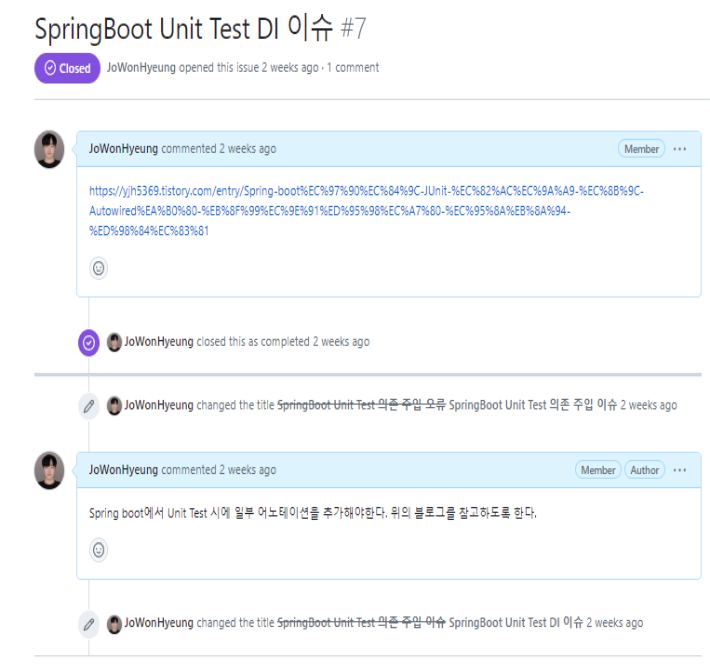 SpringBoot Unit Test DI 이슈 #7
Closed JoWonHyeung opened this issue 2 weeks ago · 1 comment
JoWonHyeung commented 2 weeks ago Member ···
https://yjh5369.tistory.com/entry/Spring-boot%EC%97%90%EC%84%9C-JUnit-%EC%82%AC%EC%9A%A9-%EC%8B%9C-
Autowired%EA%B0%80-%EB%8F%99%EC%9E%91%ED%95%98%EC%A7%80-%EC%95%8A%EB%8A%94-
%ED%98%84%EC%83%81
JoWonHyeung closed this as completed 2 weeks ago
JoWonHyeung changed the title SpringBoot Unit Test 의존 주입 오류 SpringBoot Unit Test 의존 주입 이슈 2 weeks ago
JoWonHyeung commented 2 weeks ago Member Author ···
Spring boot에서 Unit Test 시에 일부 어노테이션을 추가해야한다. 위의 블로그를 참고하도록 한다.
JoWonHyeung changed the title SpringBoot Unit Test 의존 주입 이슈 SpringBoot Unit Test DI 이슈 2 weeks ago